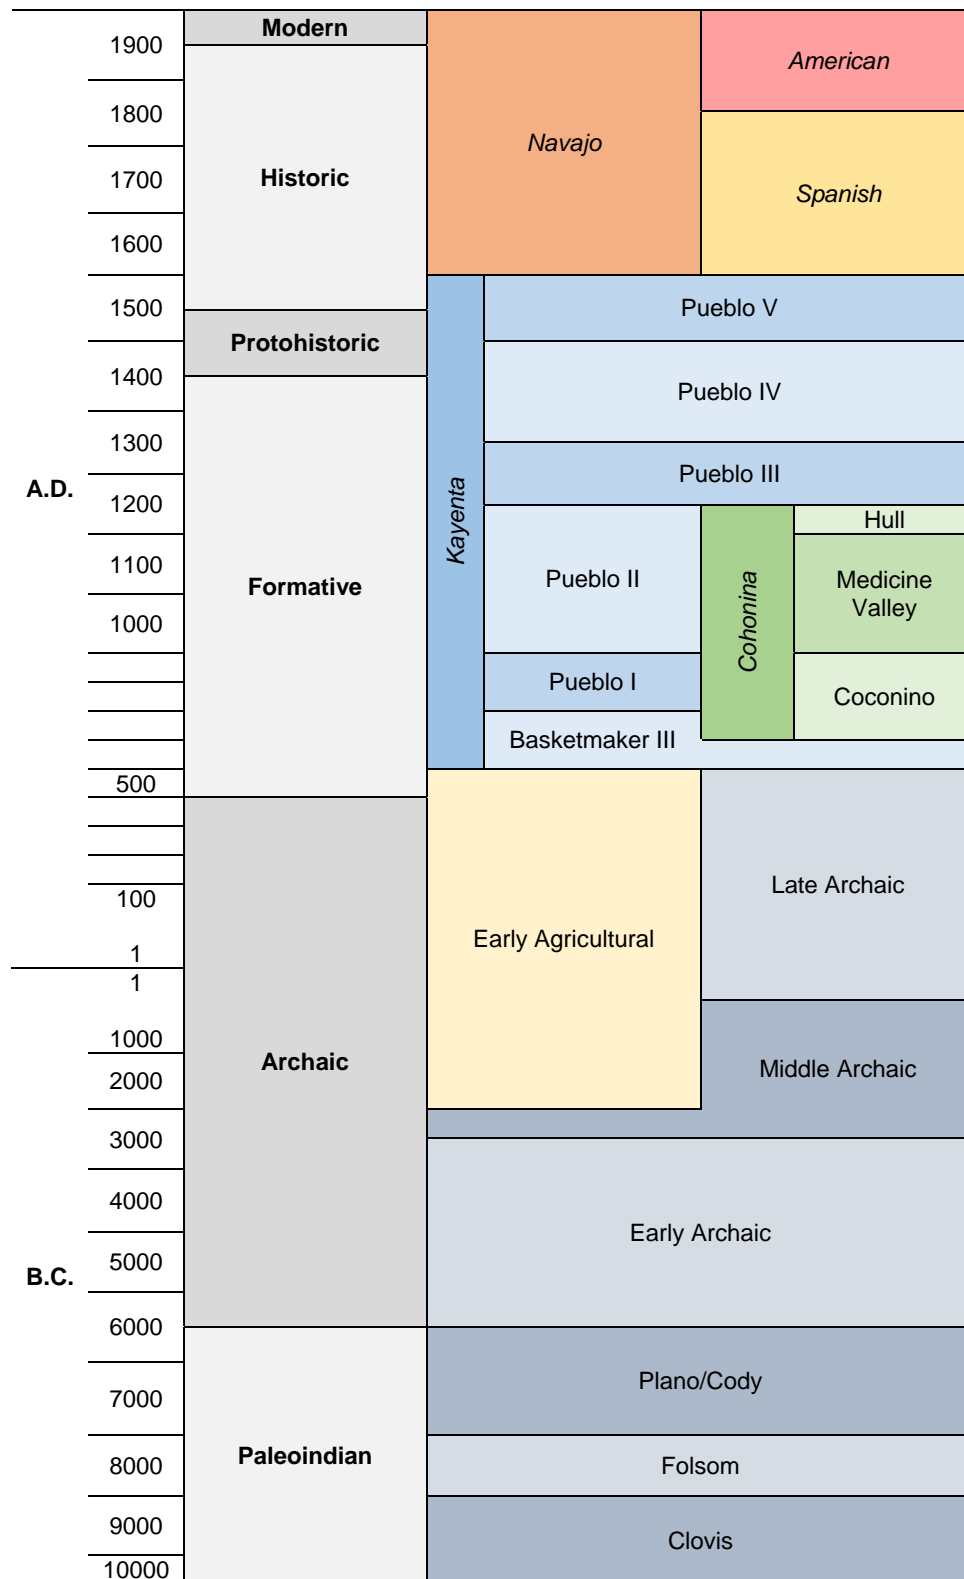 Modern
1900
American
1800
Navajo
Historic
1700
Spanish
1600
1500
Pueblo V
Protohistoric
1400
Pueblo IV
1300
Pueblo III
A.D.
1200
Kayenta
Hull
1100
Pueblo II
Medicine
Valley
Formative
Cohonina
1000
Pueblo I
Coconino
Basketmaker III
500
Late Archaic
100
Early Agricultural
1
1
1000
Archaic
Middle Archaic
2000
3000
4000
Early Archaic
5000
B.C.
6000
Plano/Cody
7000
Paleoindian
8000
Folsom
9000
Clovis
10000